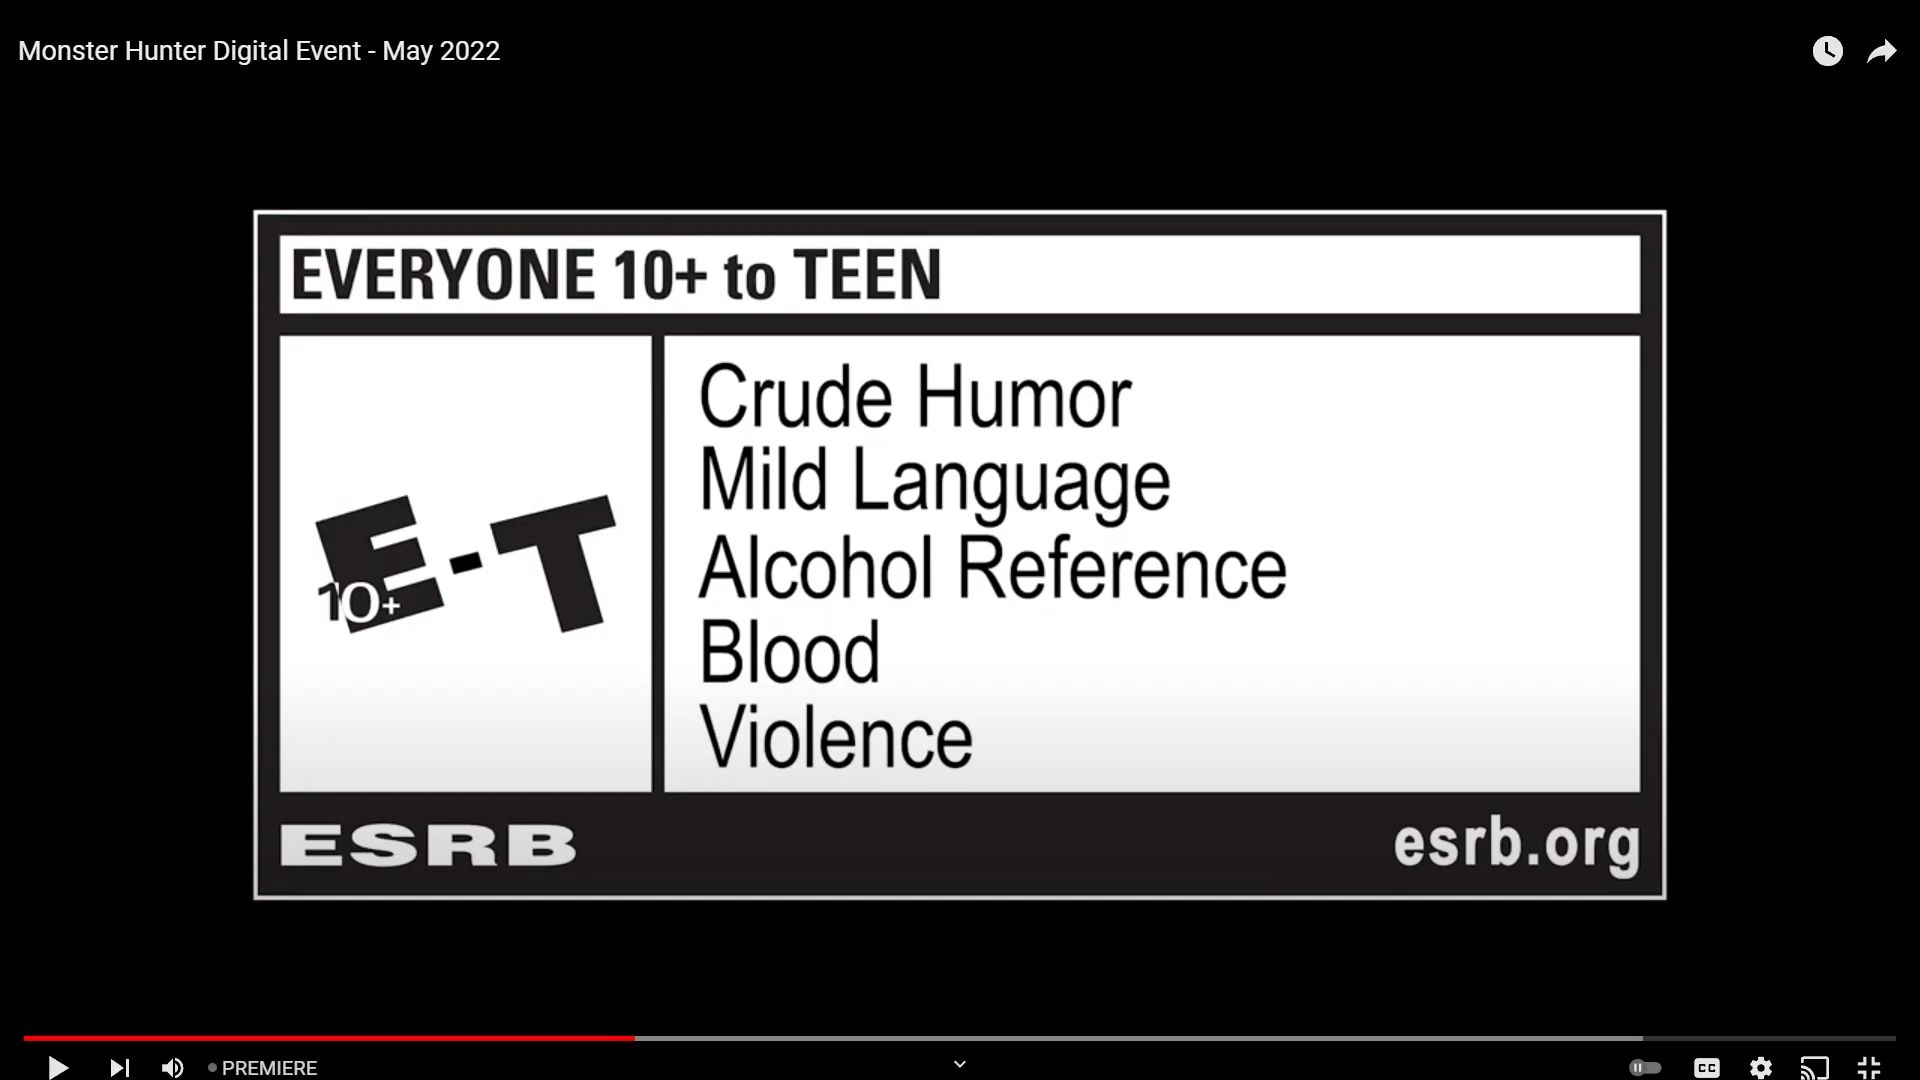 Monster Hunter Digital Event - May 2022
EVERYONE 10+ to TEEN
E-T
10+
Crude Humor
Mild Language
Alcohol Reference
Blood
Violence
ESRB
esrb.org
PREMIERE
CC